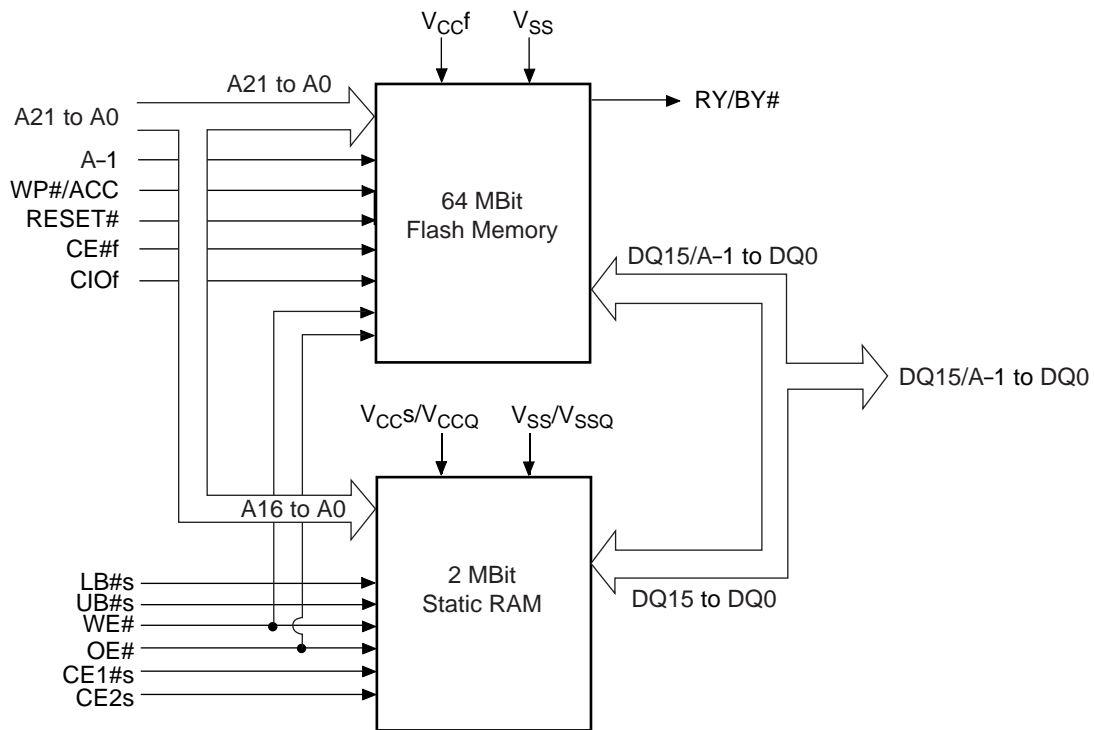 VCCf
VSS
A21 to A0
A21 to A0
RY/BY#
A–1
WP#/ACC
RESET#
CE#f
CIOf
64 MBit
Flash Memory
DQ15/A–1 to DQ0
DQ15/A–1 to DQ0
VCCs/VCCQ
VSS/VSSQ
A16 to A0
2 MBit
Static RAM
DQ15 to DQ0
LB#s
UB#s
WE#
OE#
CE1#s
CE2s